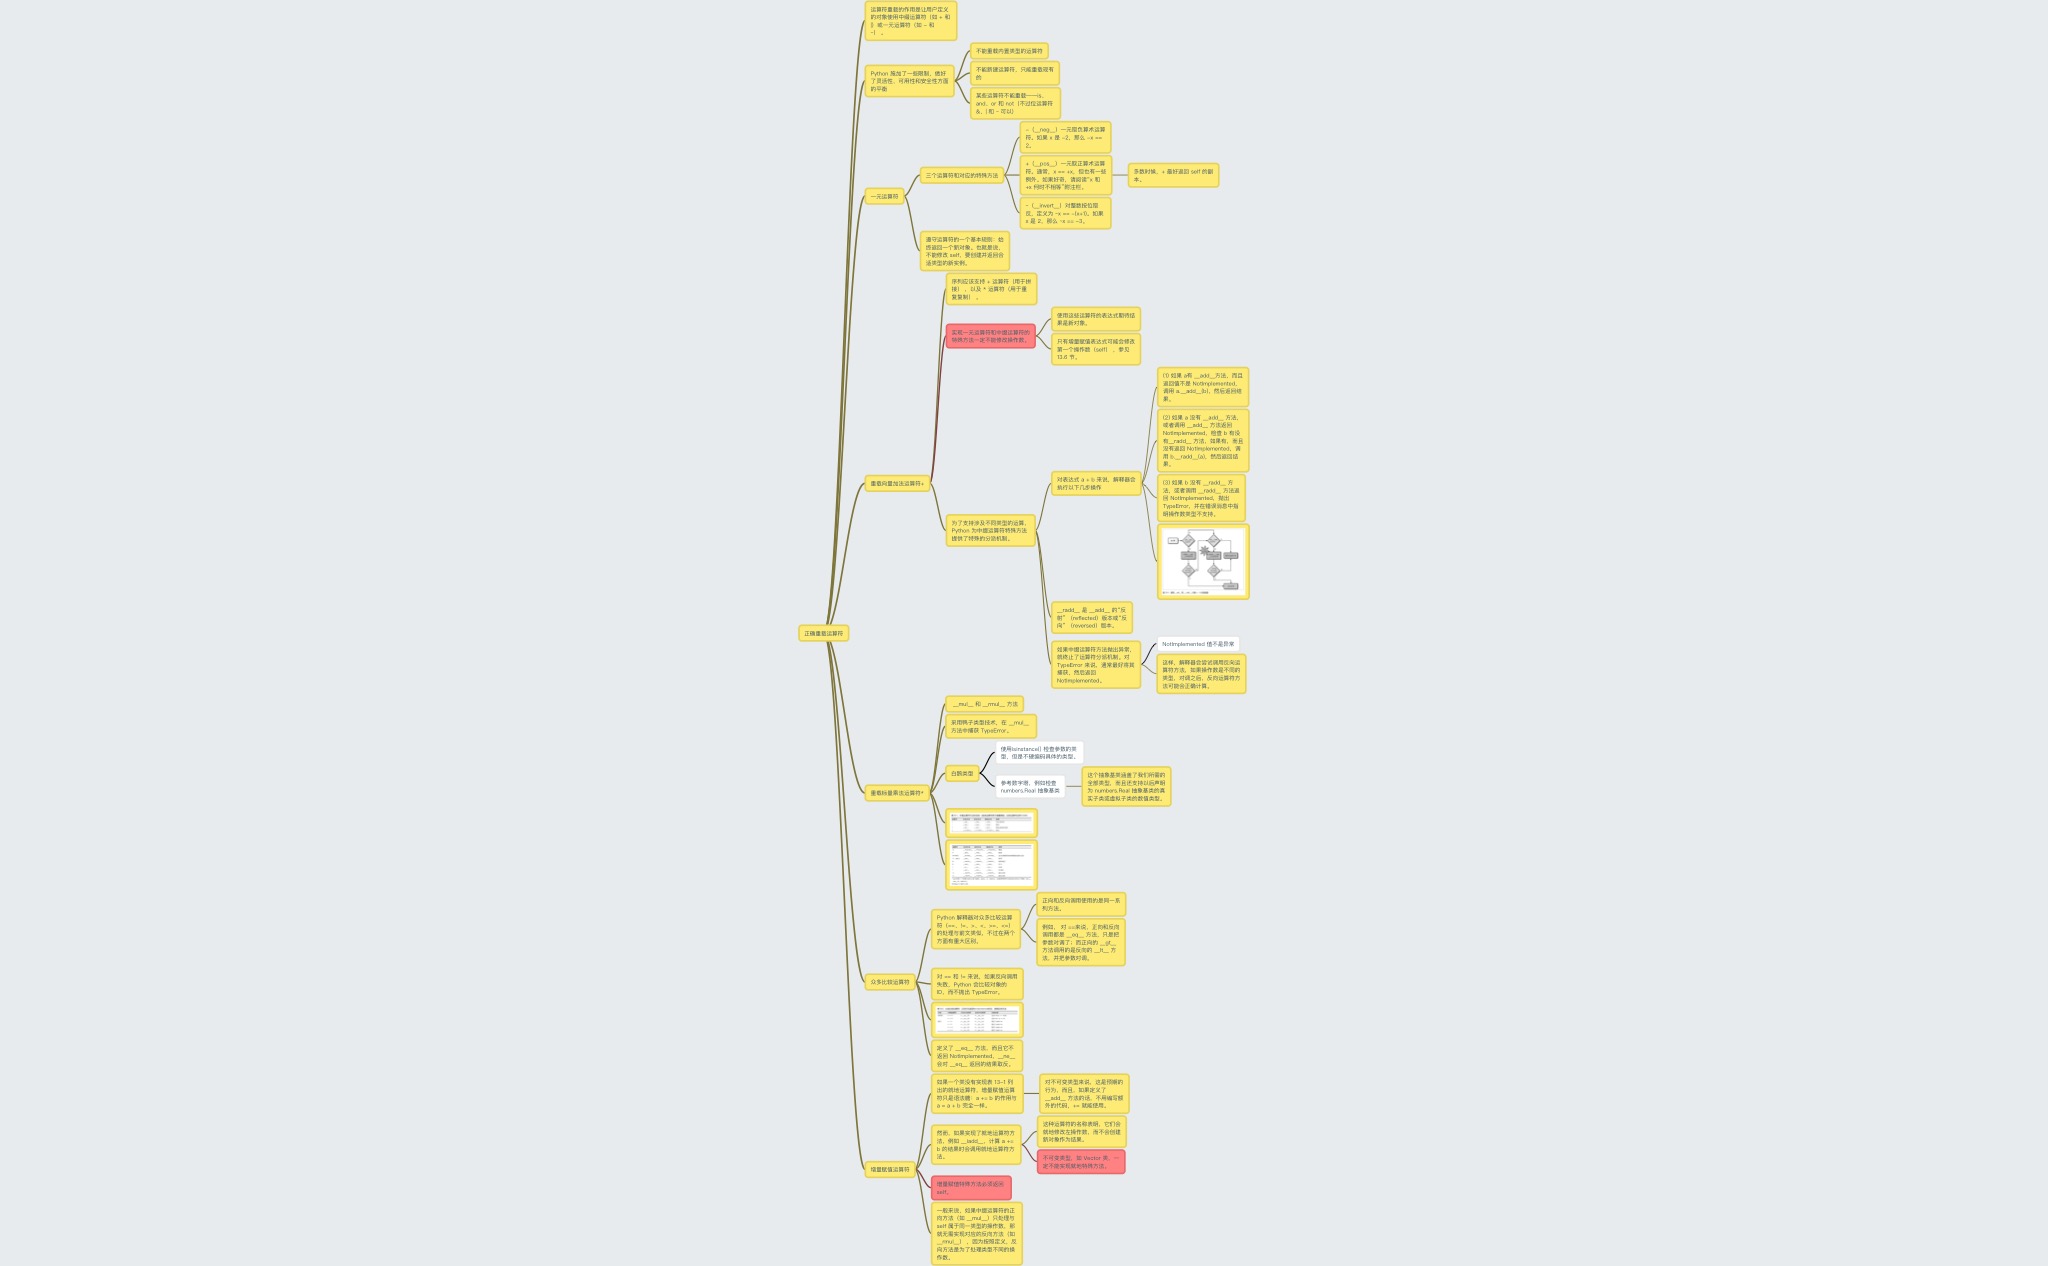 运算符重载的作用是让用户定义
的对象使用中缀运算符（如 + 和
|）或一元运算符（如 - 和
~）。
Python 施加了一些限制，做好
了灵活性、可用性和安全性方面
的平衡
不能重载内置类型的运算符
不能新建运算符，只能重载现有
的
某些运算符不能重载——is、
and、or 和 not（不过位运算符
&、| 和 ~ 可以）
一元运算符
三个运算符和对应的特殊方法
-（__neg__）一元取负算术运算
符。如果 x 是 -2，那么 -x ==
2。
+（__pos__）一元取正算术运算
符。通常，x == +x，但也有一些
例外。如果好奇，请阅读“x 和
+x 何时不相等”附注栏。
多数时候，+ 最好返回 self 的副
本。
~（__invert__）对整数按位取
反，定义为 ~x == -(x+1)。如果
x 是 2，那么 ~x == -3。
遵守运算符的一个基本规则：始
终返回一个新对象。也就是说，
不能修改 self，要创建并返回合
适类型的新实例。
正确重载运算符
重载向量加法运算符+
序列应该支持 + 运算符（用于拼
接），以及 * 运算符（用于重
复复制）。
实现一元运算符和中缀运算符的
特殊方法一定不能修改操作数。
使用这些运算符的表达式期待结
果是新对象。
只有增量赋值表达式可能会修改
第一个操作数（self），参见
13.6 节。
为了支持涉及不同类型的运算，
Python 为中缀运算符特殊方法
提供了特殊的分派机制。
对表达式 a + b 来说，解释器会
执行以下几步操作
(1) 如果 a有 __add__方法，而且
返回值不是 NotImplemented，
调用 a.__add__(b)，然后返回结
果。
(2) 如果 a 没有 __add__ 方法，
或者调用 __add__ 方法返回
NotImplemented，检查 b 有没
有__radd__ 方法，如果有，而且
没有返回 NotImplemented，调
用 b.__radd__(a)，然后返回结
果。
(3) 如果 b 没有 __radd__ 方
法，或者调用 __radd__ 方法返
回 NotImplemented，抛出
TypeError，并在错误消息中指
明操作数类型不支持。
__radd__ 是 __add__ 的“反
射”（reflected）版本或“反
向”（reversed）版本。
如果中缀运算符方法抛出异常，
就终止了运算符分派机制。对
TypeError 来说，通常最好将其
捕获，然后返回
NotImplemented。
NotImplemented 值不是异常
这样，解释器会尝试调用反向运
算符方法，如果操作数是不同的
类型，对调之后，反向运算符方
法可能会正确计算。
重载标量乘法运算符*
__mul__ 和 __rmul__ 方法
采用鸭子类型技术，在 __mul__
方法中捕获 TypeError。
白鹅类型
使用isinstance() 检查参数的类
型，但是不硬编码具体的类型。
参考数字塔，例如检查
numbers.Real 抽象基类
这个抽象基类涵盖了我们所需的
全部类型，而且还支持以后声明
为 numbers.Real 抽象基类的真
实子类或虚拟子类的数值类型。
众多比较运算符
Python 解释器对众多比较运算
符（==、!=、>、<、>=、<=）
的处理与前文类似，不过在两个
方面有重大区别。
正向和反向调用使用的是同一系
列方法。
例如， 对 ==来说，正向和反向
调用都是 __eq__ 方法，只是把
参数对调了；而正向的 __gt__
方法调用的是反向的 __lt__ 方
法，并把参数对调。
对 == 和 != 来说，如果反向调用
失败，Python 会比较对象的
ID，而不抛出 TypeError。
定义了 __eq__ 方法，而且它不
返回 NotImplemented，__ne__
会对 __eq__ 返回的结果取反。
增量赋值运算符
如果一个类没有实现表 13-1 列
出的就地运算符，增量赋值运算
符只是语法糖：a += b 的作用与
a = a + b 完全一样。
对不可变类型来说，这是预期的
行为，而且，如果定义了
__add__ 方法的话，不用编写额
外的代码，+= 就能使用。
然而，如果实现了就地运算符方
法，例如 __iadd__，计算 a +=
b 的结果时会调用就地运算符方
法。
这种运算符的名称表明，它们会
就地修改左操作数，而不会创建
新对象作为结果。
不可变类型，如 Vector 类，一
定不能实现就地特殊方法。
增量赋值特殊方法必须返回
self。
一般来说，如果中缀运算符的正
向方法（如 __mul__）只处理与
self 属于同一类型的操作数，那
就无需实现对应的反向方法（如
__rmul__），因为按照定义，反
向方法是为了处理类型不同的操
作数。